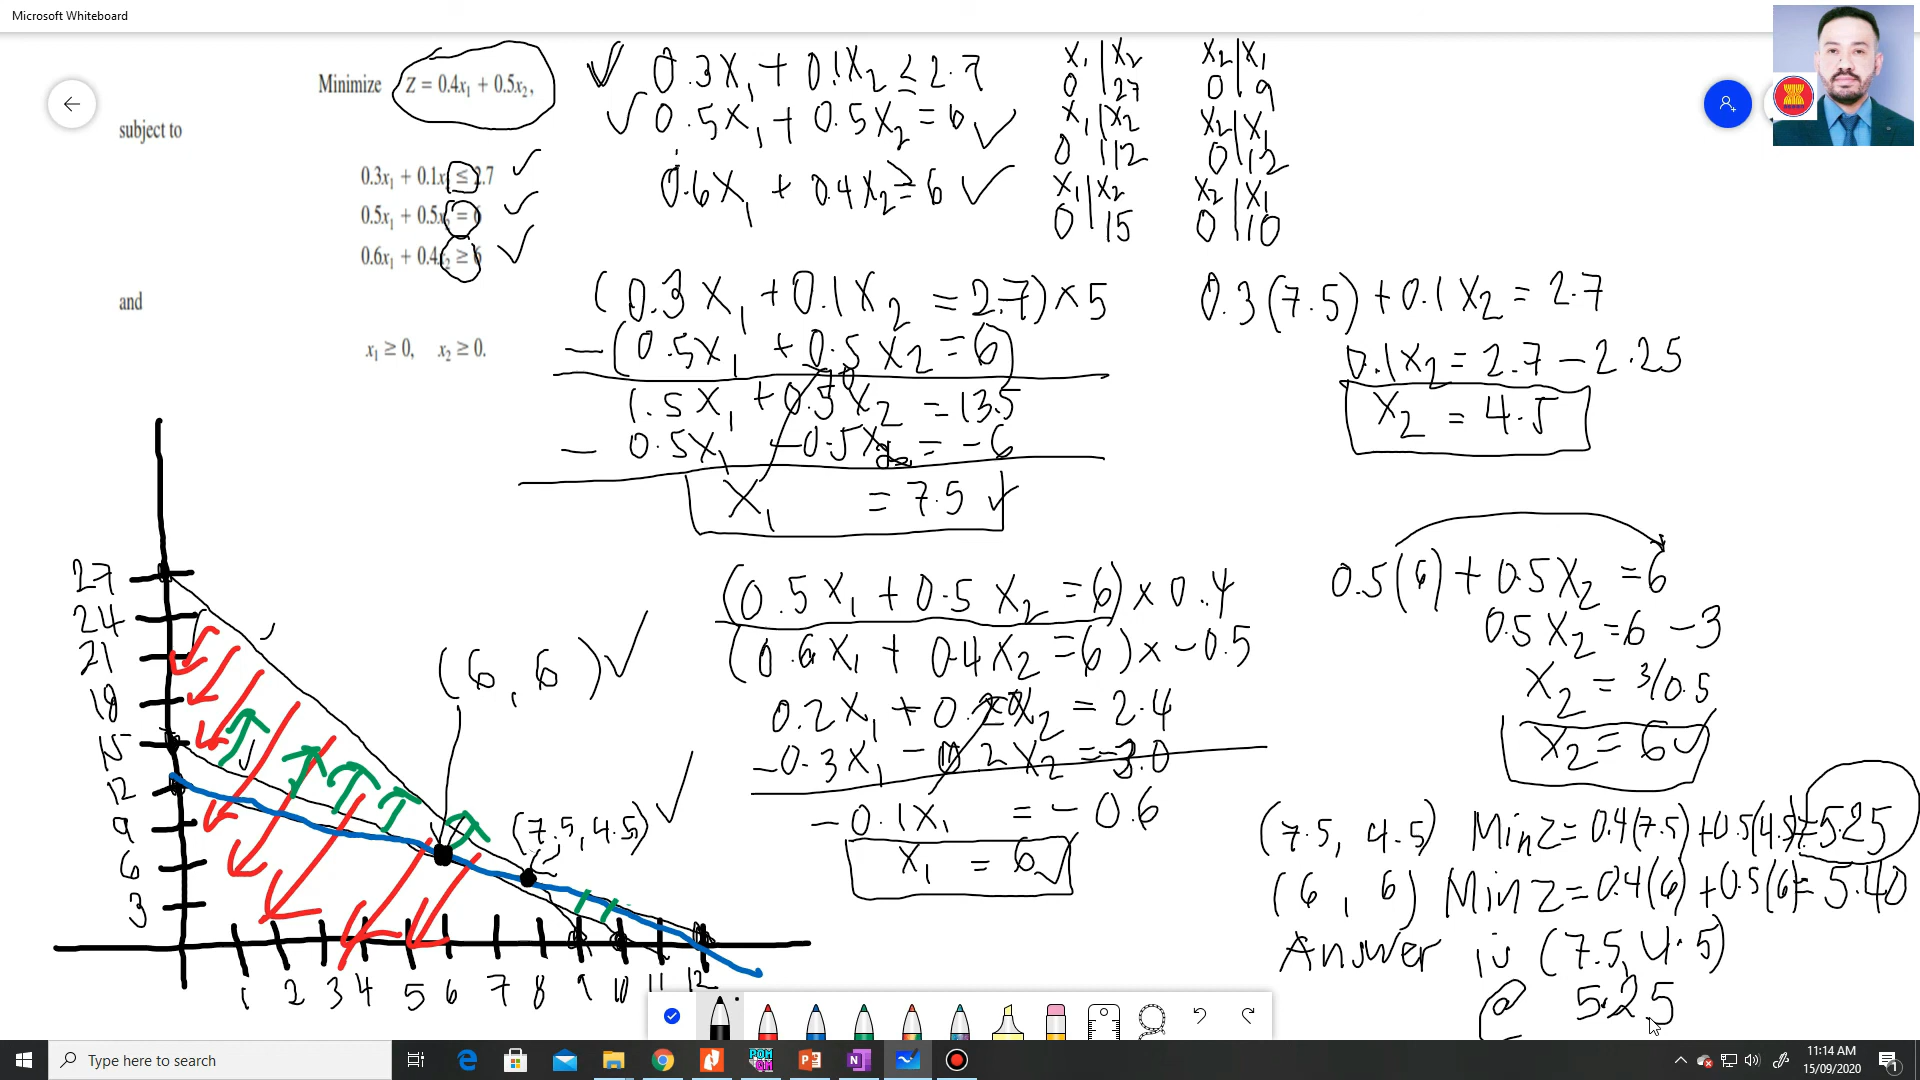 Microsoft Whiteboard
Minimize Z = 0.4x₁ + 0.5x₂,
subject to
0.3x₁ + 0.1x ≤ 2.7
0.5x₁ + 0.5x = 6
0.6x₁ + 0.4x₂ ≥ 6
and
x₁ ≥ 0, x₂ ≥ 0.
✓ 0.3X₁ + 0.1X₂ ≤ 2.7
✓ 0.5X₁ + 0.5X₂ = 6 ✓
0.6X₁ + 0.4X₂ ≥ 6 ✓
X₁ | X₂
0 | 27
X₁ | X₂
0 | 12
X₁ | X₂
0 | 15
X₂ | X₁
0 | 9
X₂ | X₁
0 | 12
X₂ | X₁
0 | 10
(0.3X₁ + 0.1X₂ = 2.7) × 5
- (0.5X₁ + 0.5X₂ = 6)
1.5X₁ + 0.5X₂ = 13.5
- 0.5X₁ - 0.5X₂ = -6
X₁ = 7.5 ✓
0.3(7.5) + 0.1X₂ = 2.7
0.1X₂ = 2.7 - 2.25
X₂ = 4.5
(0.5X₁ + 0.5X₂ = 6) × 0.4
(0.6X₁ + 0.4X₂ = 6) × -0.5
0.2X₁ + 0.2X₂ = 2.4
-0.3X₁ - 0.2X₂ = -3.0
-0.1X₁ = -0.6
X₁ = 6 ✓
0.5(6) + 0.5X₂ = 6
0.5X₂ = 6 - 3
X₂ = 3/0.5
X₂ = 6 ✓
27
24
21
18
15
12
9
6
3
1 2 3 4 5 6 7 8 9 10 11 12
(6, 6) ✓
(7.5, 4.5) ✓
(7.5, 4.5) Min Z = 0.4(7.5) + 0.5(4.5) = 5.25
(6, 6) Min Z = 0.4(6) + 0.5(6) = 5.40
Answer is (7.5, 4.5)
@ 5.25
Type here to search
11:14 AM
15/09/2020